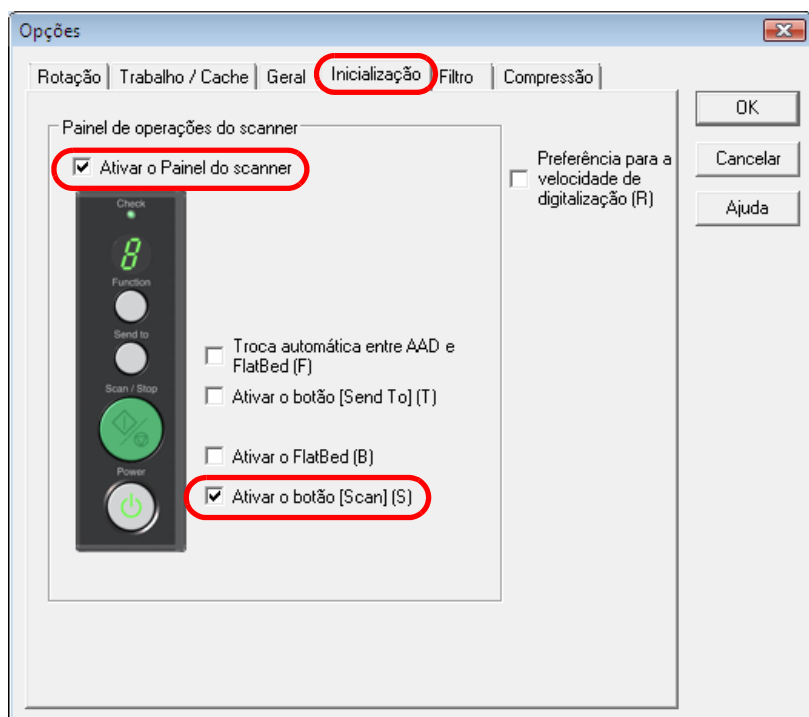 Opções
Rotação Trabalho / Cache Geral Inicialização Filtro Compressão
OK
Cancelar
Ajuda
Painel de operações do scanner
Ativar o Painel do scanner
Preferência para a
velocidade de
digitalização (R)
Check
8
Function
Send to
Scan / Stop
Power
Troca automática entre AAD e
FlatBed (F)
Ativar o botão [Send To] (T)
Ativar o FlatBed (B)
Ativar o botão [Scan] (S)